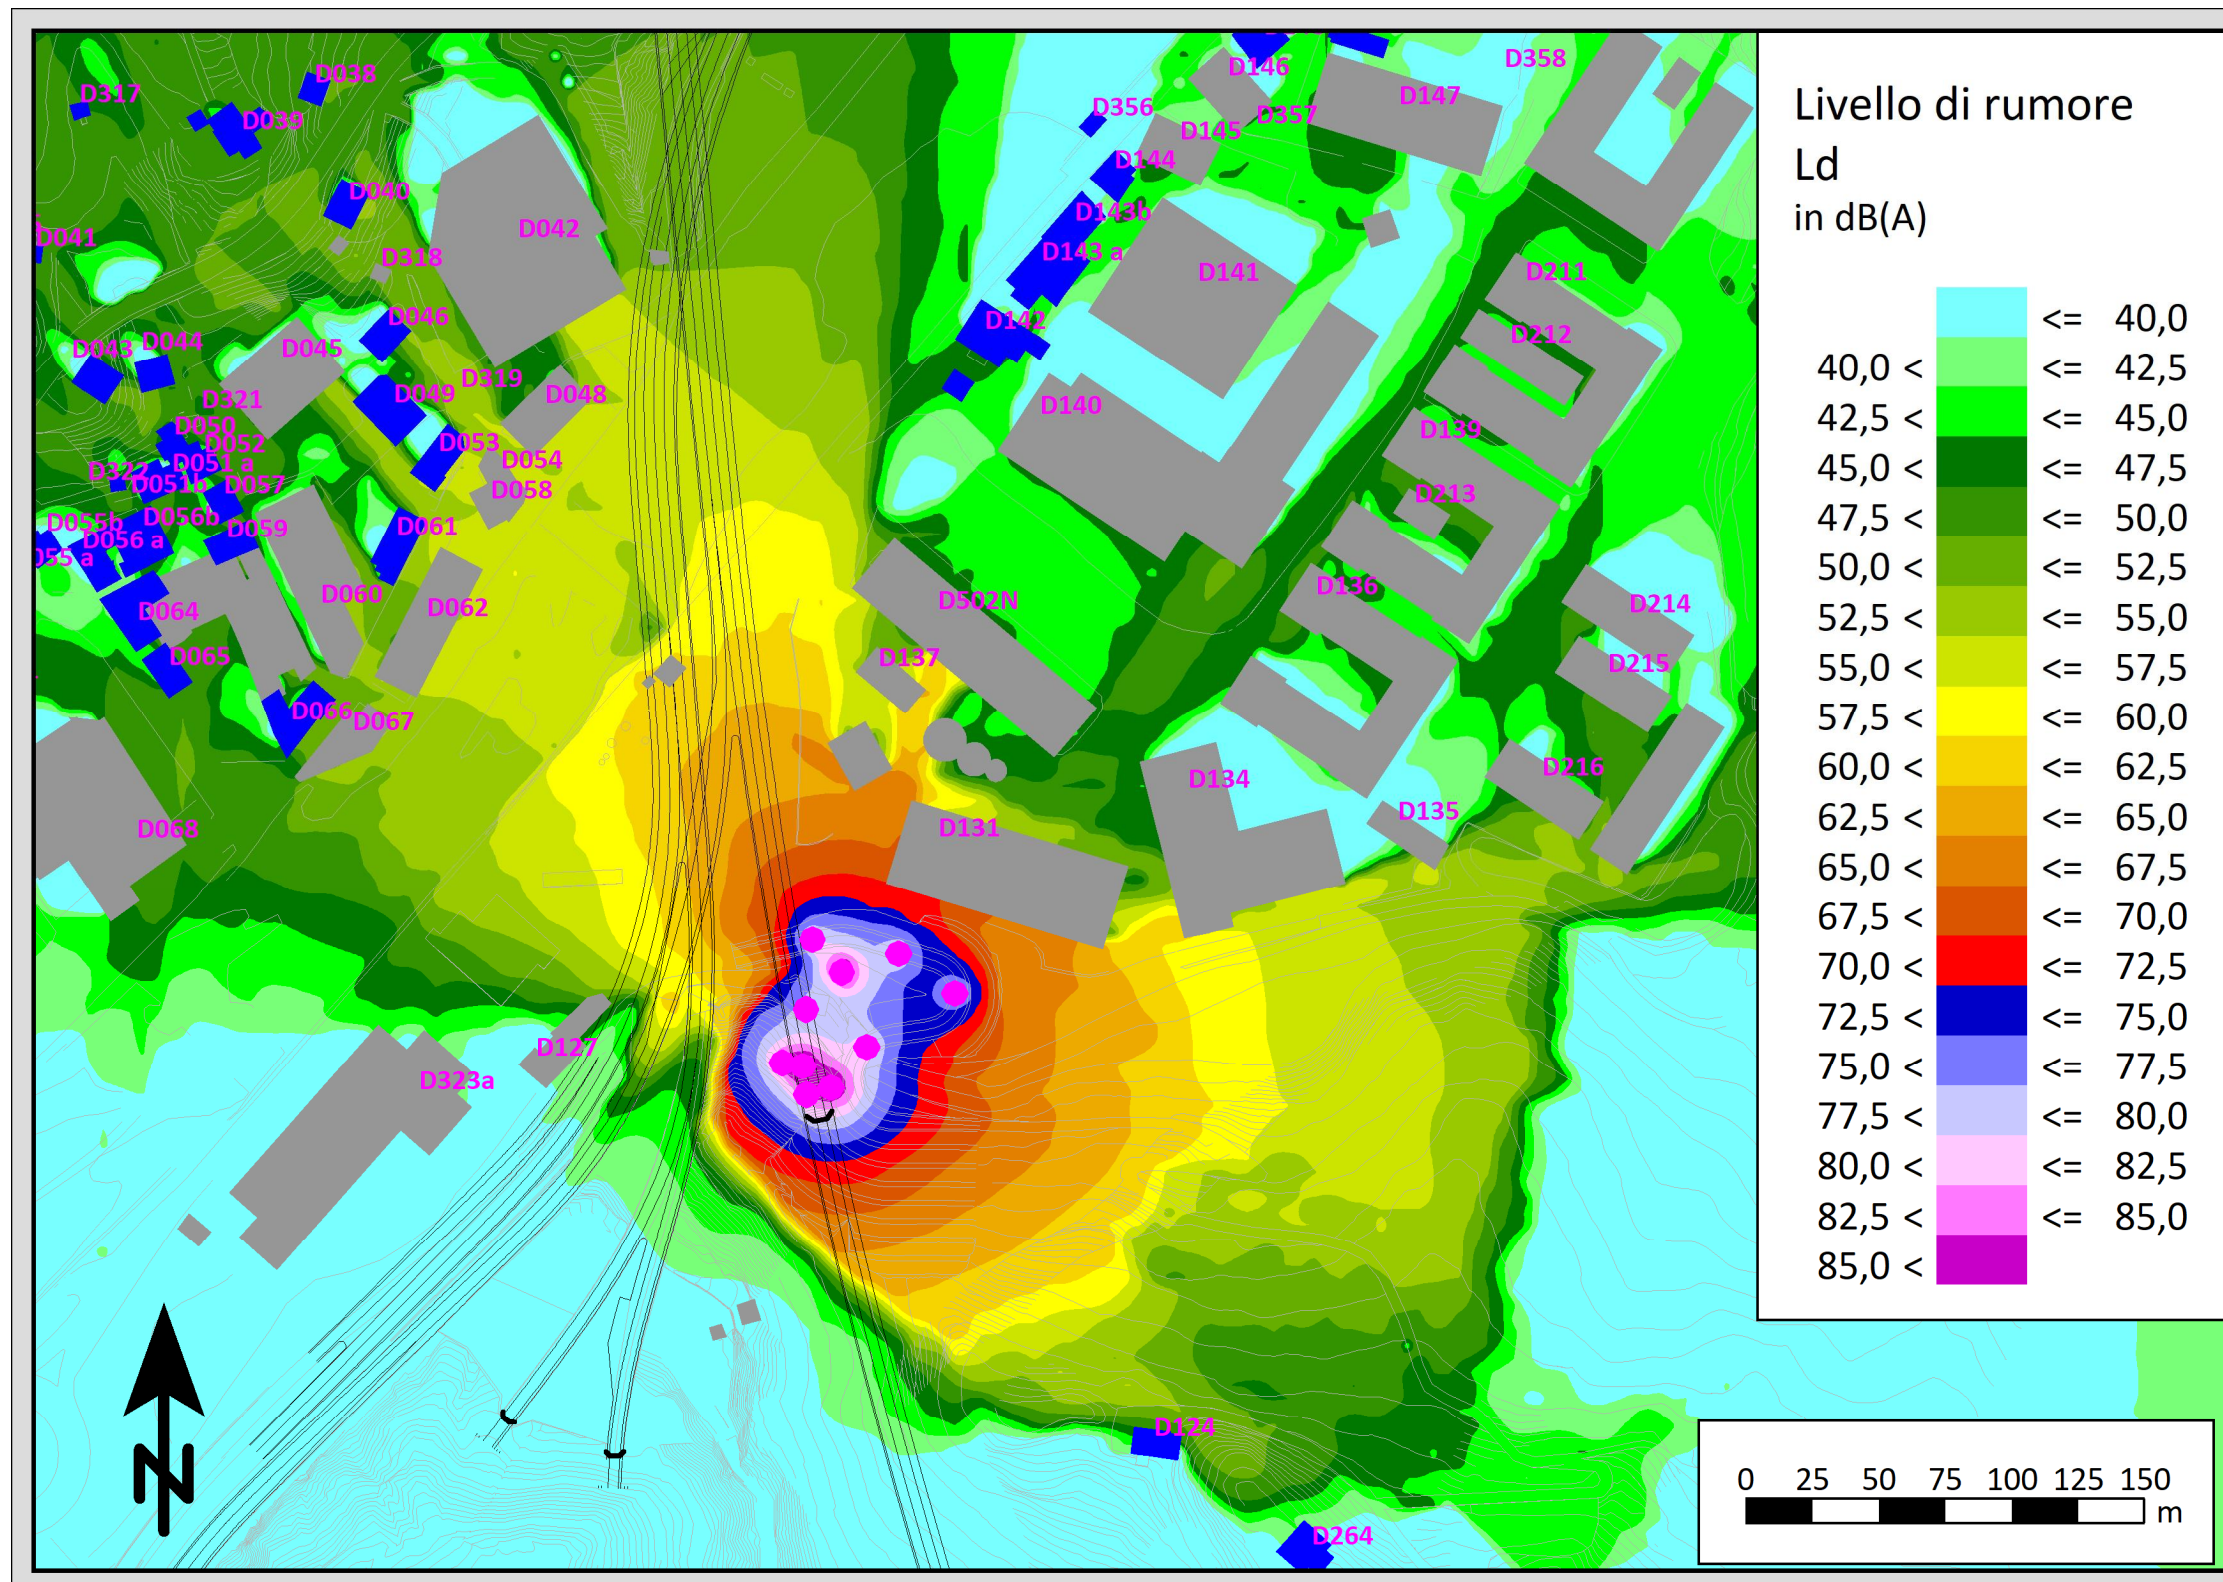 Livello di rumore
Ld
in dB(A)
<= 40,0
40,0 < <= 42,5
42,5 < <= 45,0
45,0 < <= 47,5
47,5 < <= 50,0
50,0 < <= 52,5
52,5 < <= 55,0
55,0 < <= 57,5
57,5 < <= 60,0
60,0 < <= 62,5
62,5 < <= 65,0
65,0 < <= 67,5
67,5 < <= 70,0
70,0 < <= 72,5
72,5 < <= 75,0
75,0 < <= 77,5
77,5 < <= 80,0
80,0 < <= 82,5
82,5 < <= 85,0
85,0 <
D358
D146
D038
D317
D147
D356
D357
D039
D145
D144
D040
D143b
D042
D041
D143 a
D318
D141
D211
D046
D142
D212
D044
D043
D045
D319
D049
D048
D321
D140
D050
D139
D052
D053
D054
D051 a
D322
D051b
D057
D058
D213
D056b
D055b
D059
D061
D056 a
055 a
D136
D060
D502N
D214
D062
D064
D065
D137
D215
D066
D067
D216
D134
D135
D068
D131
D127
D323a
D124
D264
N
0 25 50 75 100 125 150
m